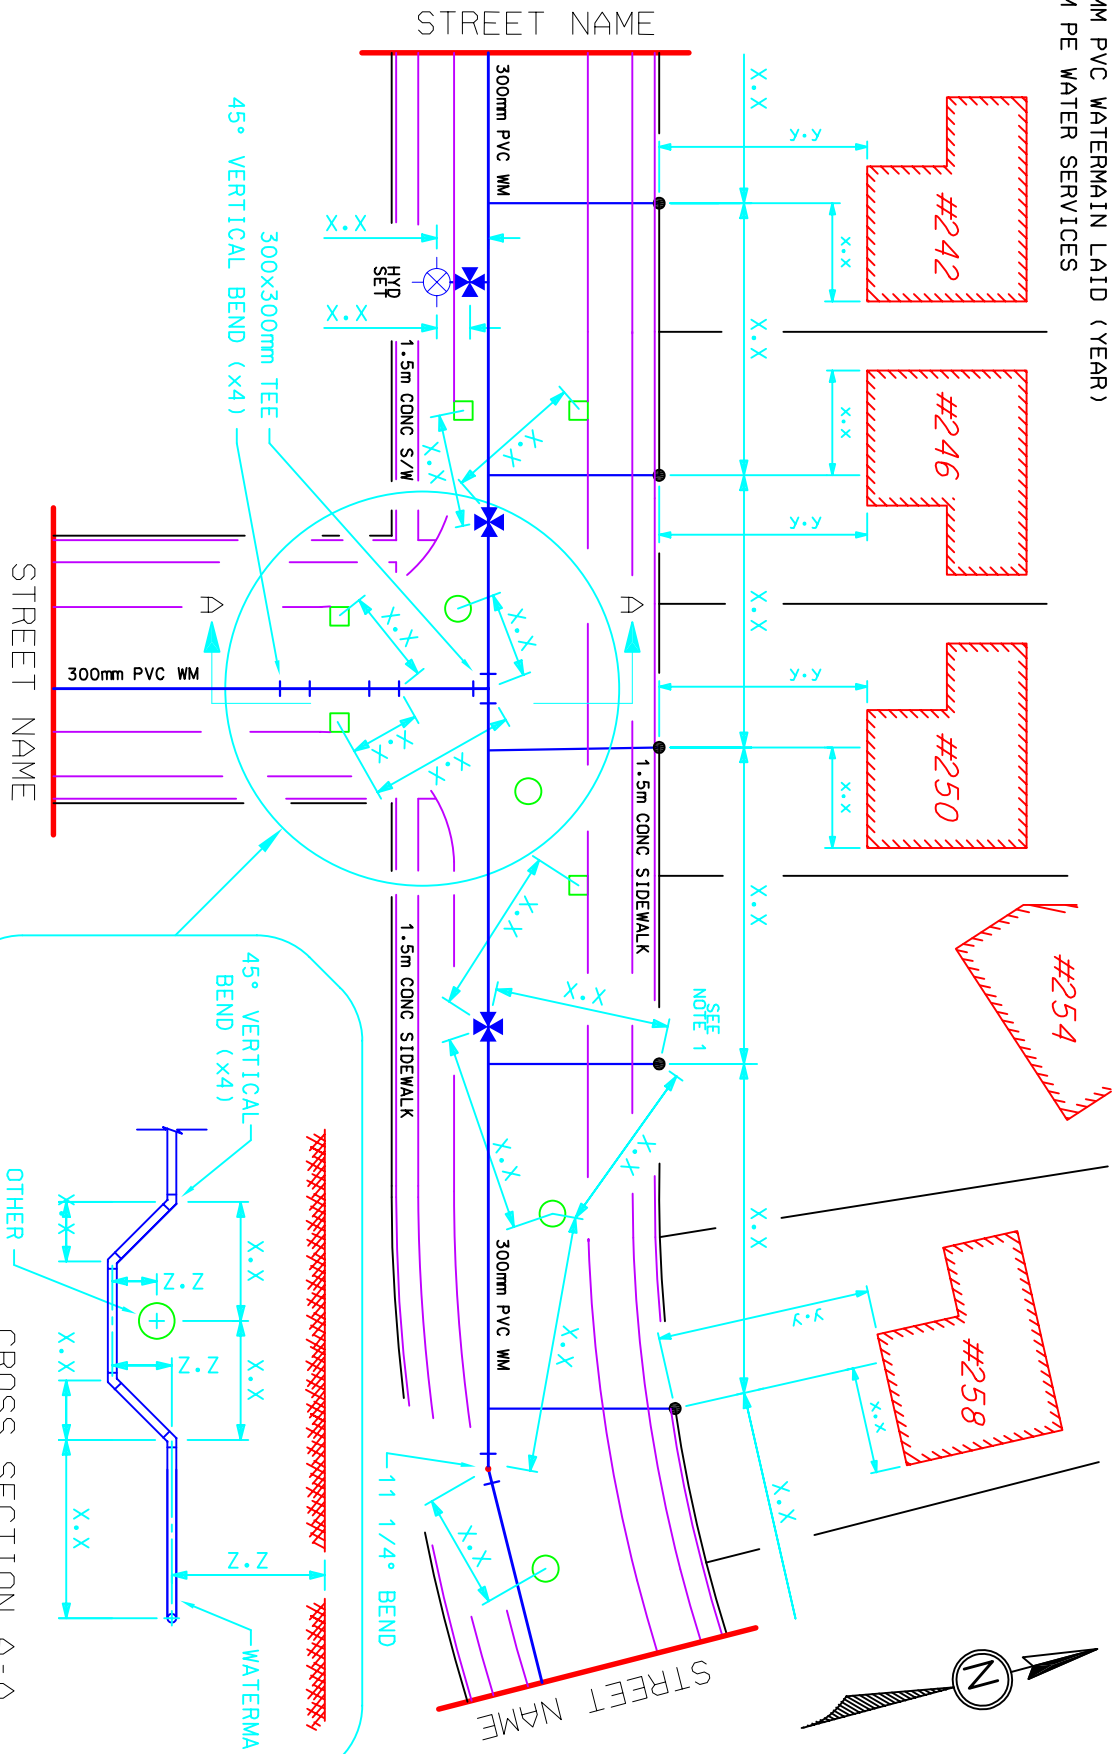 MM PVC WATERMAIN LAID (YEAR)
M PE WATER SERVICES
STREET NAME
#242
#246
#250
#254
#258
X.X
X.X
X.X
X.X
X.X
X.X
y.y
y.y
y.y
y.y
x.x
x.x
x.x
x.x
300mm PVC WM
X.X
HYD
SET
X.X
1.5m CONC S/W
X.X
X.X
300x300mm TEE
45° VERTICAL BEND (x4)
A
A
X.X
X.X
X.X
X.X
300mm PVC WM
STREET NAME
1.5m CONC SIDEWALK
1.5m CONC SIDEWALK
X.X
X.X
SEE
NOTE 1
X.X
X.X
X.X
300mm PVC WM
11 1/4° BEND
X.X
STREET NAME
N
45° VERTICAL
BEND (x4)
OTHER
X.X
X.X
X.X
X.X
X.X
Z.Z
Z.Z
Z.Z
WATERMA
CROSS SECTION A-A